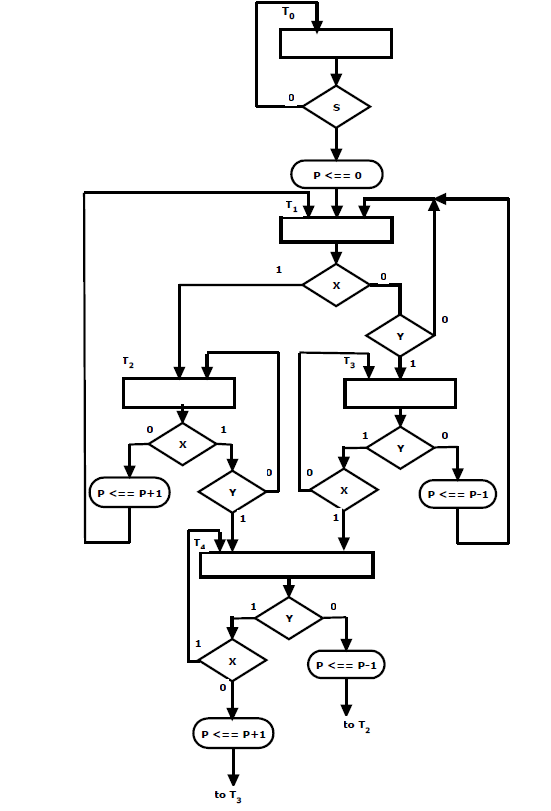 T0
0
S
P <== 0
T1
1
X
0
0
Y
T2
T3
1
0
1
1
0
X
Y
0
0
P <== P+1
Y
X
P <== P-1
1
1
T4
1
Y
0
1
X
P <== P-1
0
to T2
P <== P+1
to T3